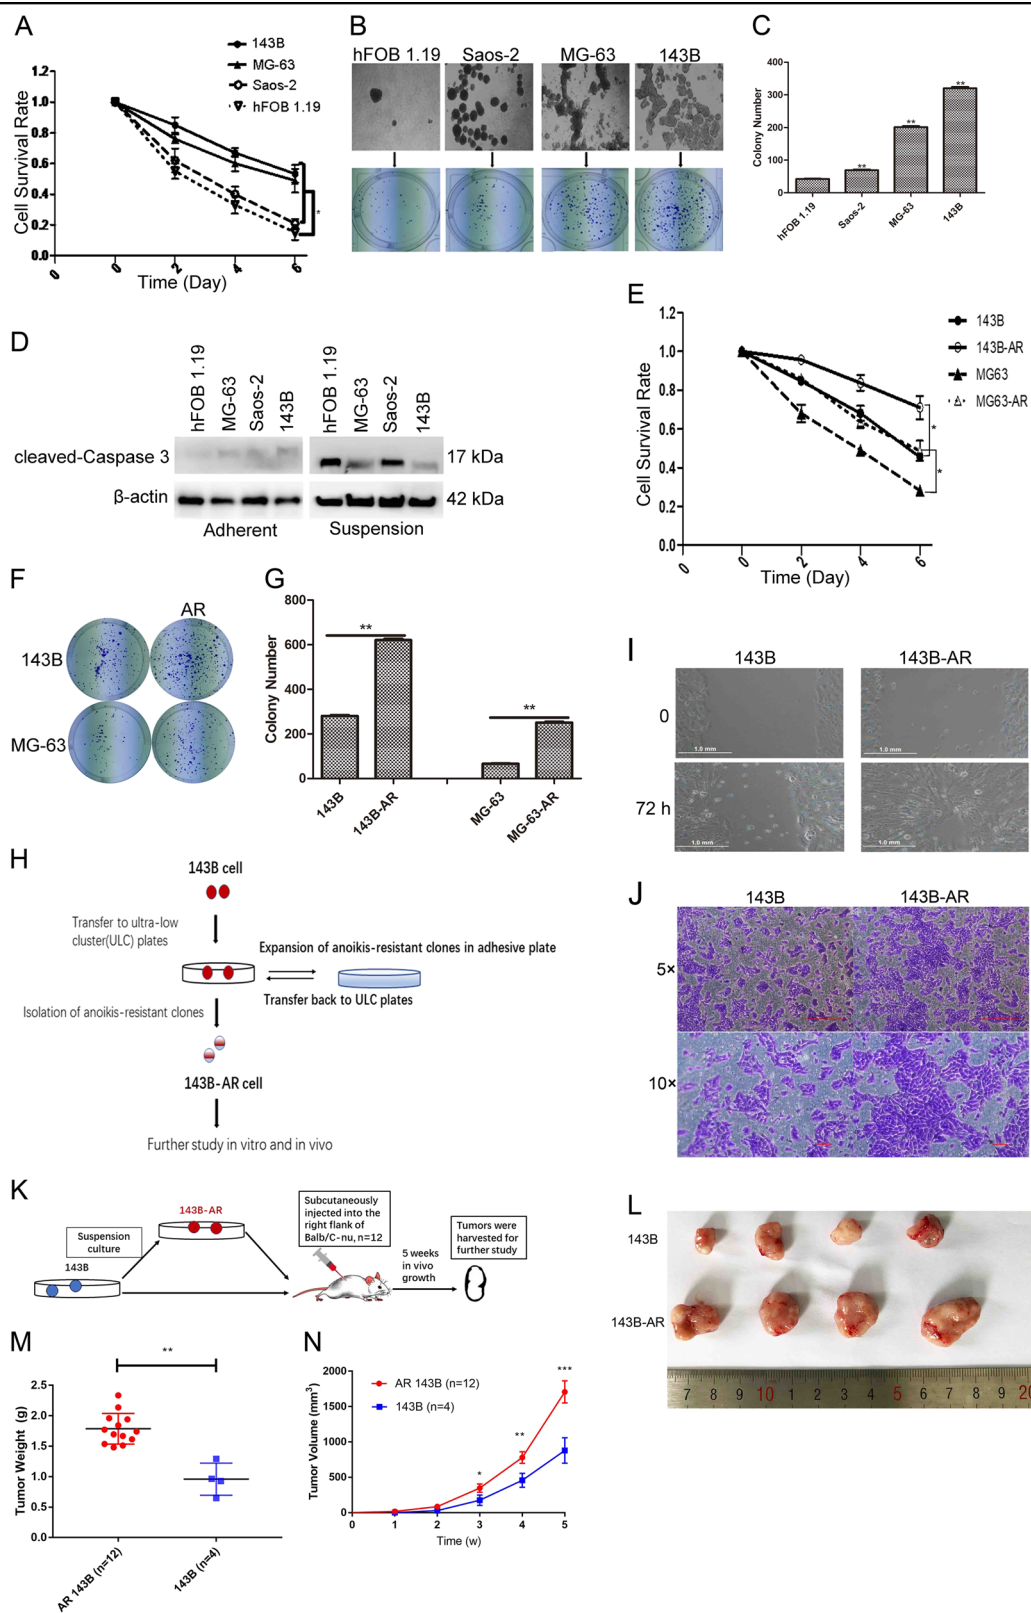 A
143B
MG-63
Saos-2
hFOB 1.19
Cell Survival Rate
1.2
1.0
0.8
0.6
0.4
0.2
0.0
*
0
0
2
4
6
Time (Day)
B
hFOB 1.19
Saos-2
MG-63
143B
C
Colony Number
400
300
200
100
0
**
**
**
hFOB 1.19
Saos-2
MG-63
143B
D
hFOB 1.19
MG-63
Saos-2
143B
hFOB 1.19
MG-63
Saos-2
143B
cleaved-Caspase 3
17 kDa
β-actin
42 kDa
Adherent
Suspension
E
143B
143B-AR
MG63
MG63-AR
Cell Survival Rate
1.2
1.0
0.8
0.6
0.4
0.2
0.0
*
*
0
0
2
4
6
Time (Day)
F
AR
143B
MG-63
G
Colony Number
800
600
400
200
0
**
**
143B
143B-AR
MG-63
MG-63-AR
H
143B cell
Transfer to ultra-low
cluster(ULC) plates
Expansion of anoikis-resistant clones in adhesive plate
Transfer back to ULC plates
Isolation of anoikis-resistant clones
143B-AR cell
Further study in vitro and in vivo
I
143B
143B-AR
0
1.0 mm
1.0 mm
72 h
1.0 mm
1.0 mm
J
143B
143B-AR
5×
10×
K
143B-AR
Suspension
culture
143B
Subcutaneously
injected into the
right flank of
Balb/C-nu, n=12
5 weeks
in vivo
growth
Tumors were
harvested for
further study
L
143B
143B-AR
7 8 9 10 1 2 3 4 5 6 7 8 9 20
M
**
Tumor Weight (g)
2.5
2.0
1.5
1.0
0.5
0.0
AR 143B (n=12)
143B (n=4)
N
AR 143B (n=12)
143B (n=4)
Tumor Volume (mm³)
2000
1500
1000
500
0
*
**
***
0
1
2
3
4
5
Time (w)